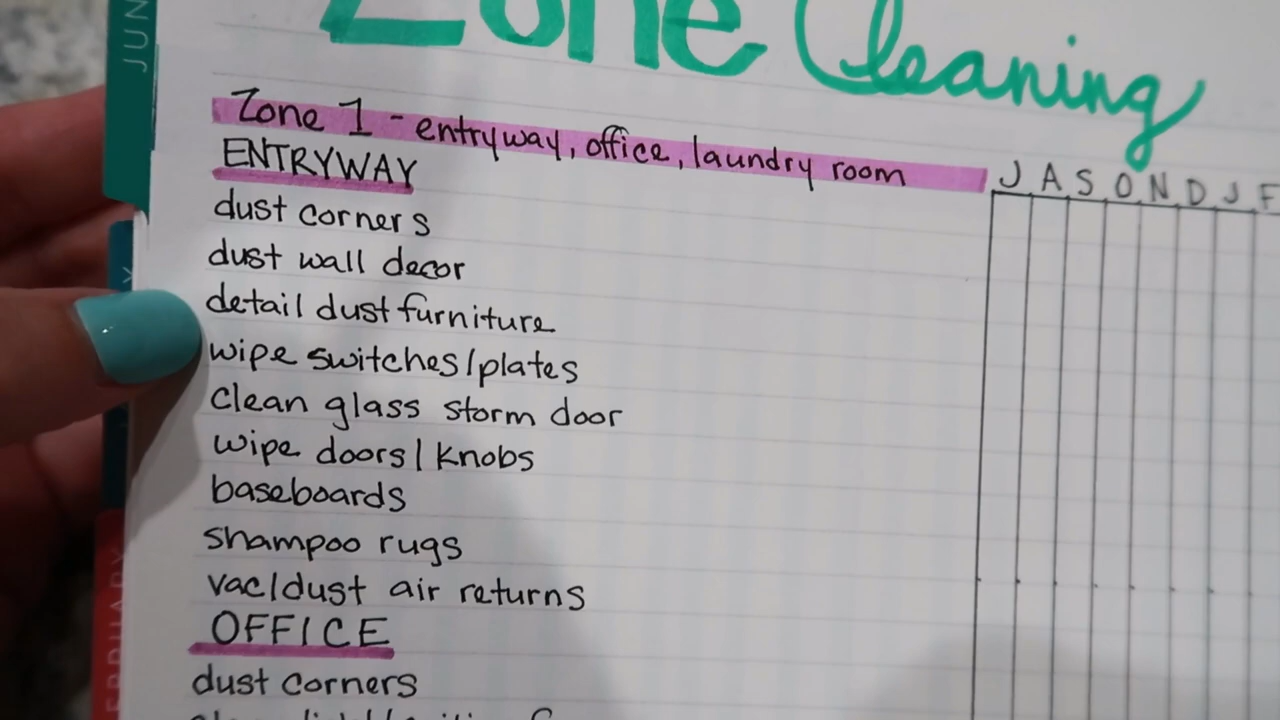 JUN
Zone Cleaning
Zone 1 - entryway, office, laundry room
J A S O N D J F
ENTRYWAY
dust corners
dust wall decor
detail dust furniture
wipe switches/plates
clean glass storm door
wipe doors/knobs
baseboards
shampoo rugs
vac/dust air returns
OFFICE
dust corners